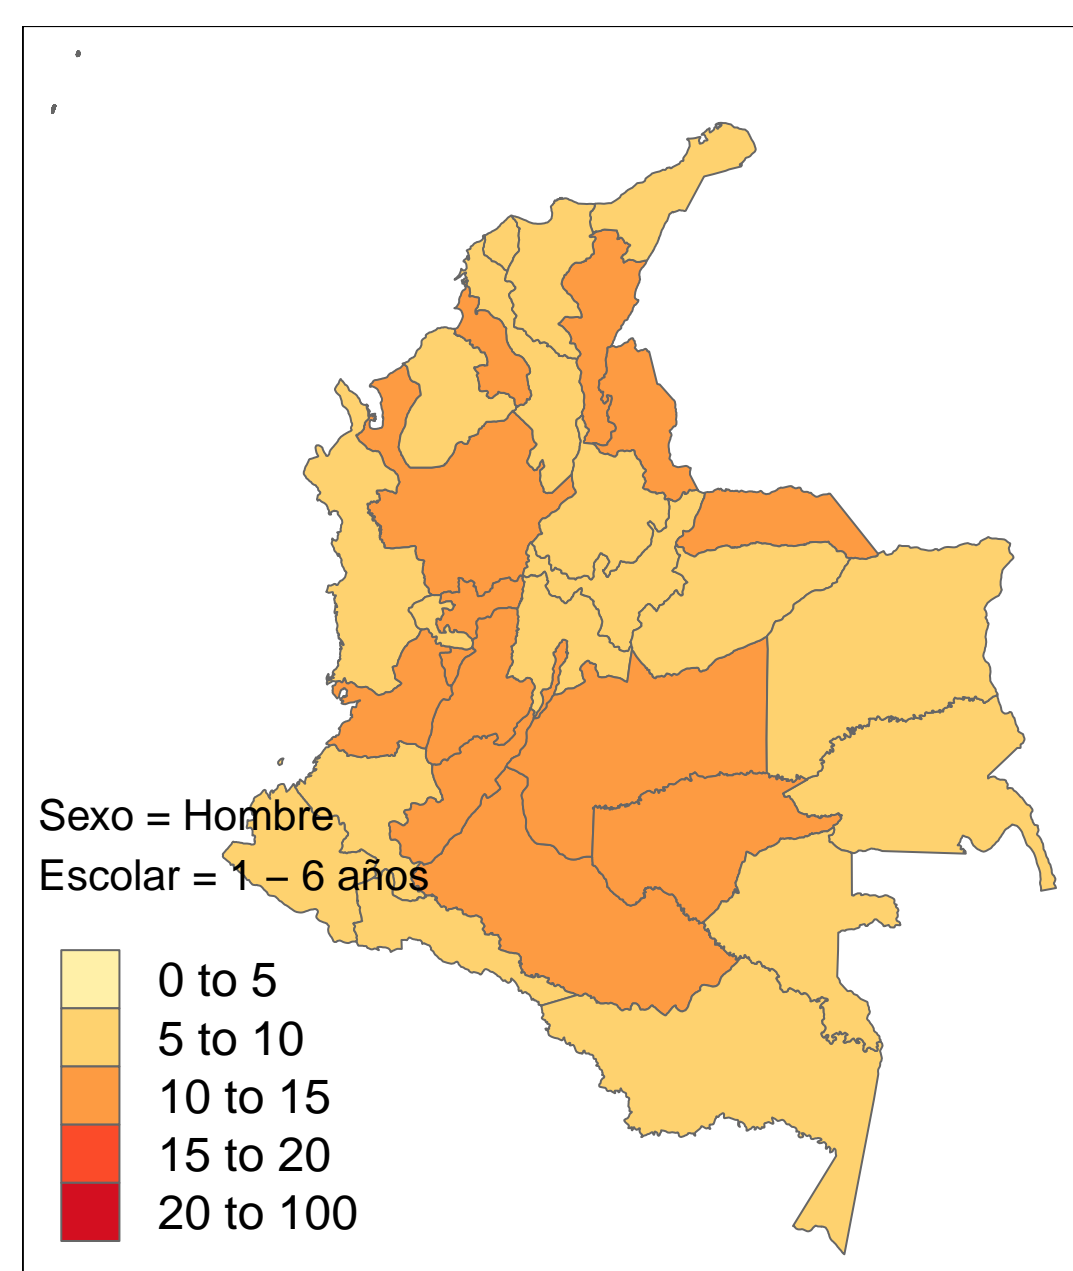 Sexo = Hombre
Escolar = 1 – 6 años
0 to 5
5 to 10
10 to 15
15 to 20
20 to 100